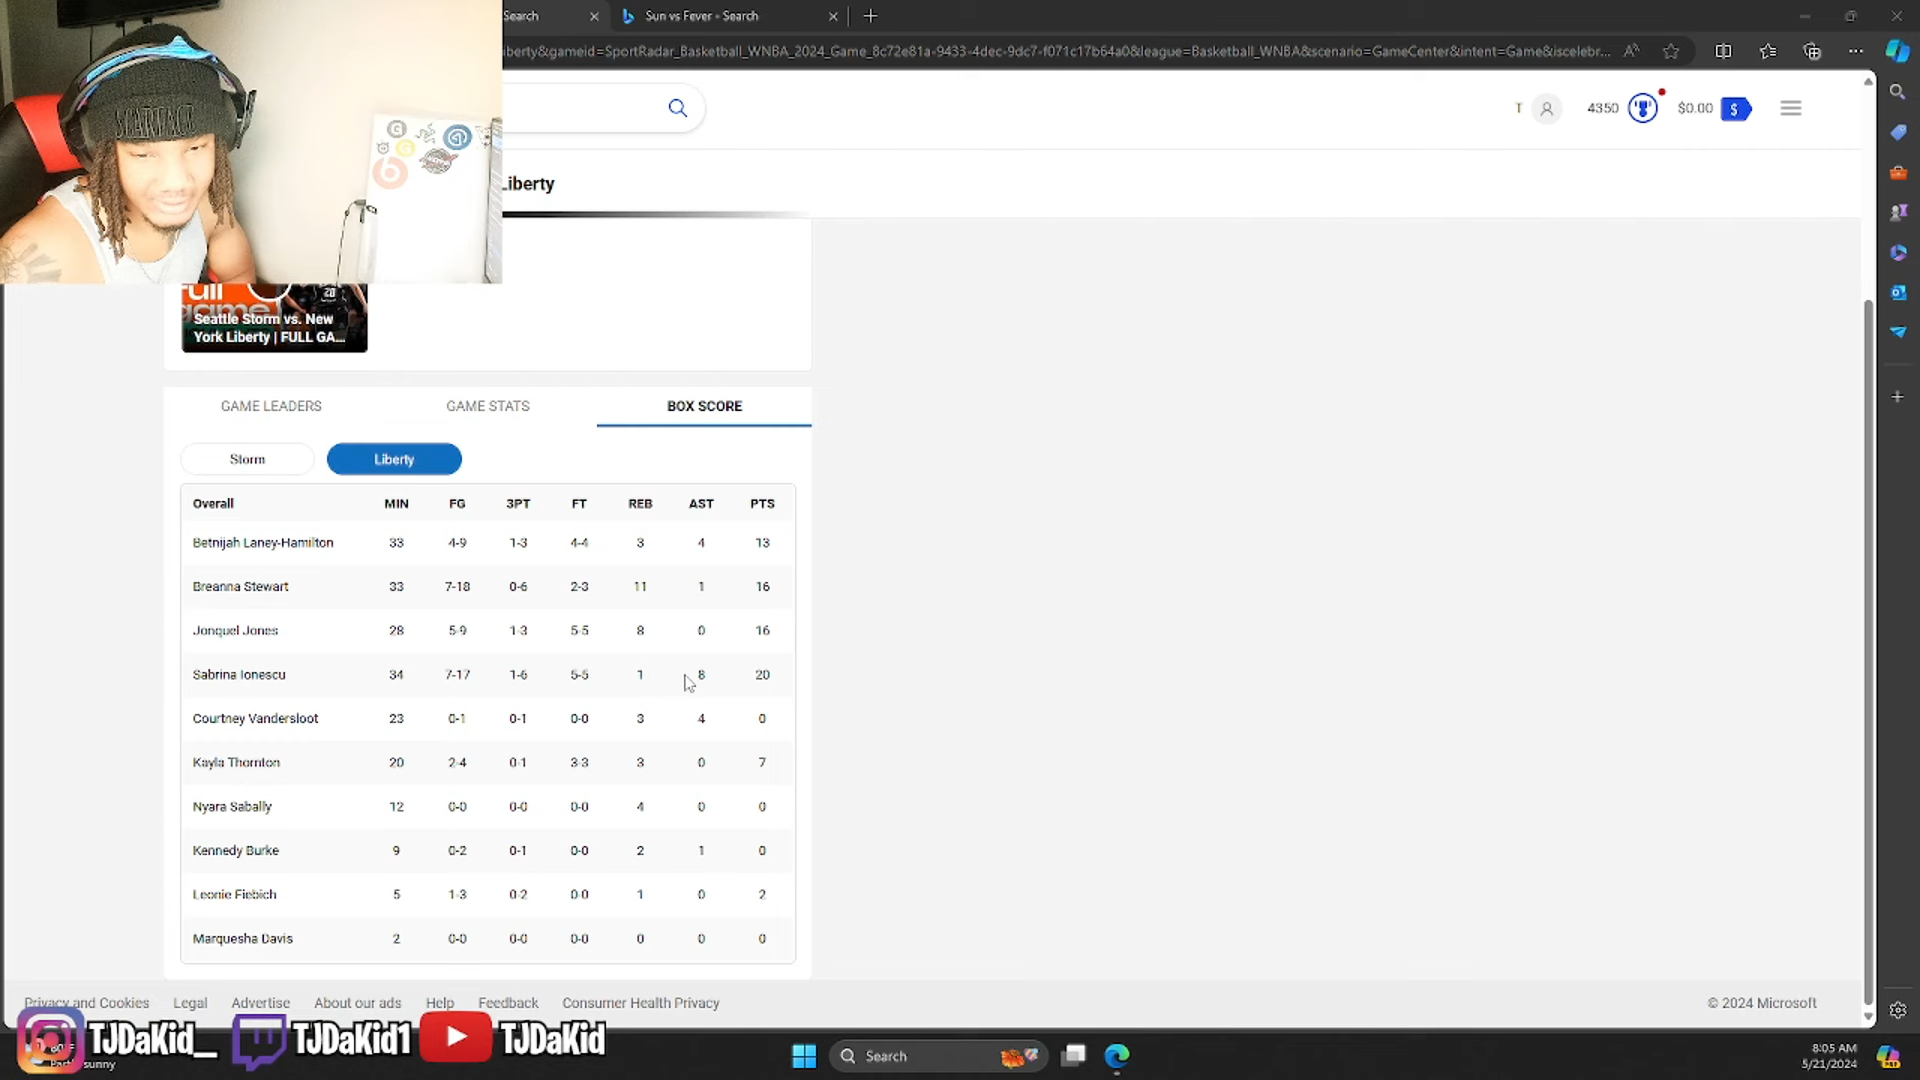 Search
Sun vs Fever - Search
iberty&gameid=SportRadar_Basketball_WNBA_2024_Game_8c72e81a-9433-4dec-9dc7-f071c17b64a0&league=Basketball_WNBA&scenario=GameCenter&intent=Game&iscelebr...
SCARFACE
T
4350
$0.00
$
Liberty
Full
game
20
Seattle Storm vs. New
York Liberty | FULL GA...
GAME LEADERS GAME STATS BOX SCORE
Storm Liberty
Overall MIN FG 3PT FT REB AST PTS
Betnijah Laney-Hamilton 33 4-9 1-3 4-4 3 4 13
Breanna Stewart 33 7-18 0-6 2-3 11 1 16
Jonquel Jones 28 5-9 1-3 5-5 8 0 16
Sabrina Ionescu 34 7-17 1-6 5-5 1 8 20
Courtney Vandersloot 23 0-1 0-1 0-0 3 4 0
Kayla Thornton 20 2-4 0-1 3-3 3 0 7
Nyara Sabally 12 0-0 0-0 0-0 4 0 0
Kennedy Burke 9 0-2 0-1 0-0 2 1 0
Leonie Fiebich 5 1-3 0-2 0-0 1 0 2
Marquesha Davis 2 0-0 0-0 0-0 0 0 0
Privacy and Cookies Legal Advertise About our ads Help Feedback Consumer Health Privacy © 2024 Microsoft
TJDaKid_ TJDaKid1 TJDaKid
sunny
Search
8:05 AM
5/21/2024